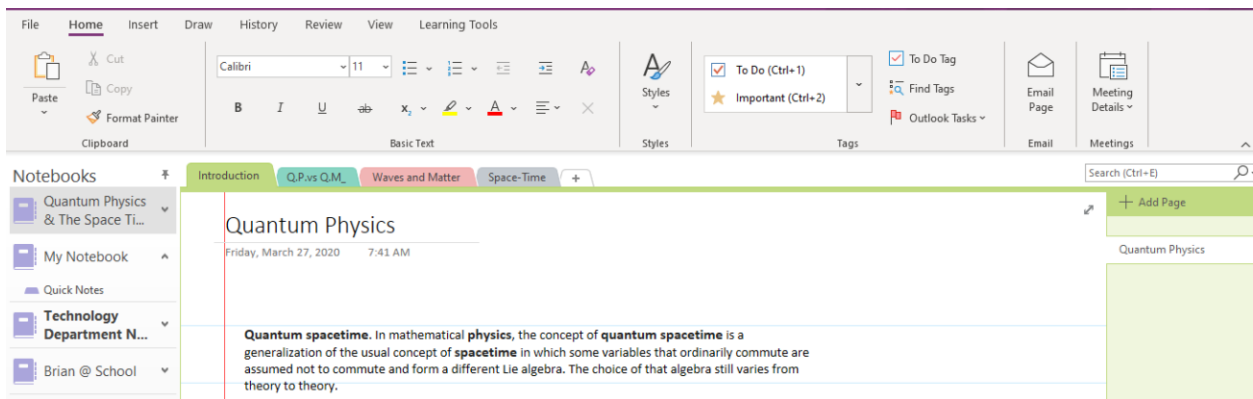 File Home Insert Draw History Review View Learning Tools
Paste
Cut
Copy
Format Painter
Clipboard
Calibri 11
B I U ab x₂ A
Basic Text
Styles
Styles
To Do (Ctrl+1)
Important (Ctrl+2)
To Do Tag
Find Tags
Outlook Tasks
Tags
Email
Page
Email
Meeting
Details
Meetings
Notebooks
Quantum Physics
& The Space Ti...
My Notebook
Quick Notes
Technology
Department N...
Brian @ School
Introduction Q.P.vs Q.M_ Waves and Matter Space-Time +
Search (Ctrl+E)
Add Page
Quantum Physics
Quantum Physics
Friday, March 27, 2020 7:41 AM
Quantum spacetime. In mathematical physics, the concept of quantum spacetime is a
generalization of the usual concept of spacetime in which some variables that ordinarily commute are
assumed not to commute and form a different Lie algebra. The choice of that algebra still varies from
theory to theory.